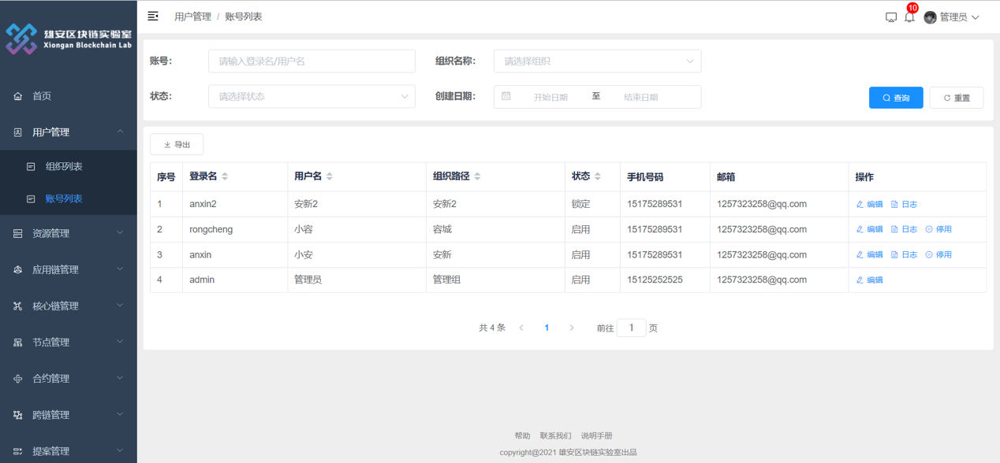 雄安区块链实验室
Xiongan Blockchain Lab
首页
用户管理
组织列表
账号列表
资源管理
应用链管理
核心链管理
节点管理
合约管理
跨链管理
提案管理
用户管理 / 账号列表
10
管理员
账号: 请输入登录名/用户名 组织名称: 请选择组织
状态: 请选择状态 创建日期: 开始日期 至 结束日期 查询 重置
导出
序号 登录名 用户名 组织路径 状态 手机号码 邮箱 操作
1 anxin2 安新2 安新2 锁定 15175289531 1257323258@qq.com 编辑 日志
2 rongcheng 小容 容城 启用 15175289531 1257323258@qq.com 编辑 日志 停用
3 anxin 小安 安新 启用 15175289531 1257323258@qq.com 编辑 日志 停用
4 admin 管理员 管理组 启用 15125252525 1257323258@qq.com 编辑
共 4 条 1 前往 1 页
帮助 联系我们 说明手册
copyright@2021 雄安区块链实验室出品